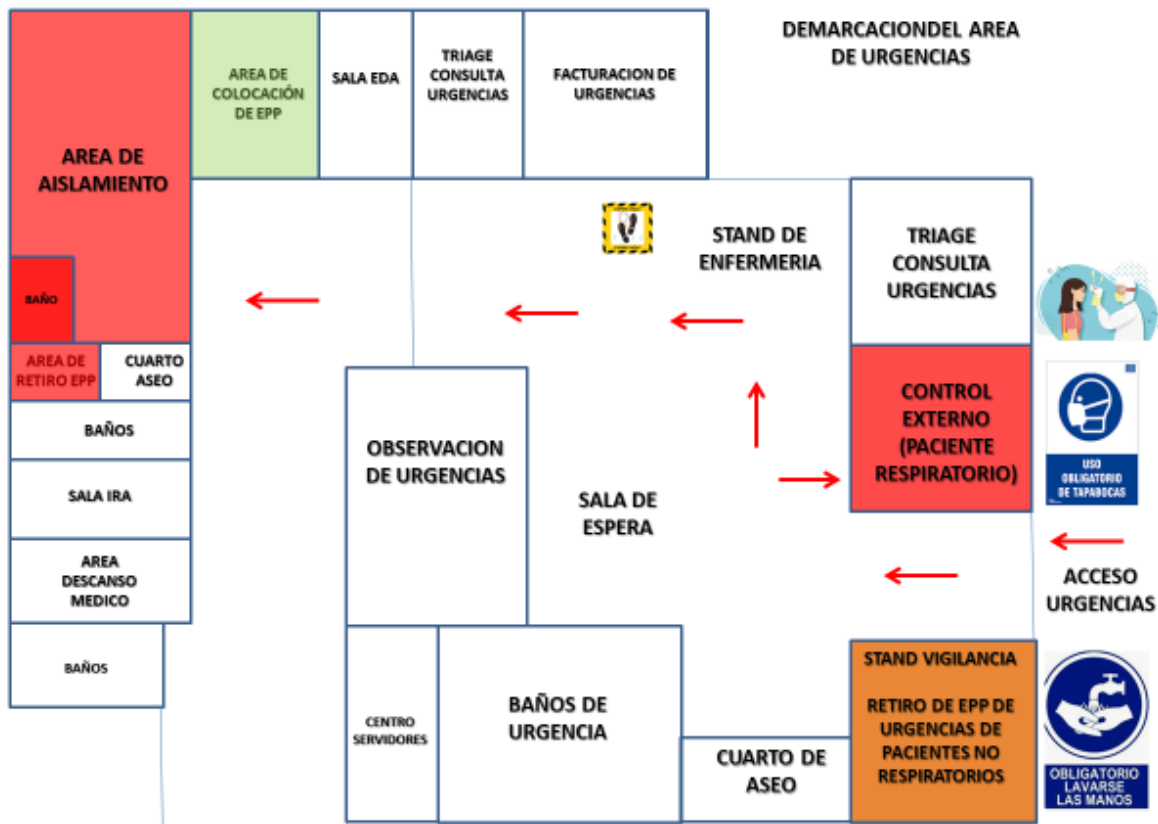 DEMARCACIONDEL AREA
DE URGENCIAS
AREA DE
AISLAMIENTO
AREA DE
COLOCACIÓN
DE EPP
SALA EDA
TRIAGE
CONSULTA
URGENCIAS
FACTURACION DE
URGENCIAS
STAND DE
ENFERMERIA
TRIAGE
CONSULTA
URGENCIAS
BAÑO
AREA DE
RETIRO EPP
CUARTO
ASEO
BAÑOS
SALA IRA
AREA
DESCANSO
MEDICO
BAÑOS
OBSERVACION
DE URGENCIAS
SALA DE
ESPERA
CONTROL
EXTERNO
(PACIENTE
RESPIRATORIO)
USO
OBLIGATORIO
DE TAPABOCAS
ACCESO
URGENCIAS
CENTRO
SERVIDORES
BAÑOS DE
URGENCIA
CUARTO DE
ASEO
STAND VIGILANCIA
RETIRO DE EPP DE
URGENCIAS DE
PACIENTES NO
RESPIRATORIOS
OBLIGATORIO
LAVARSE
LAS MANOS